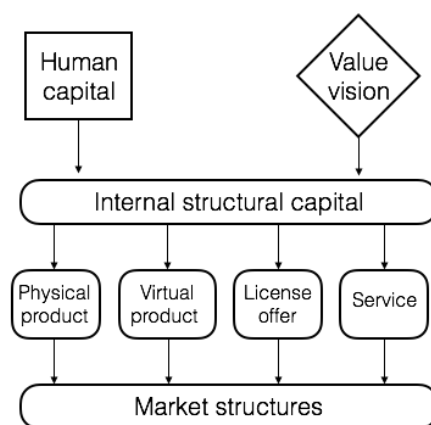 Human
capital
Value
vision
Internal structural capital
Physical
product
Virtual
product
License
offer
Service
Market structures